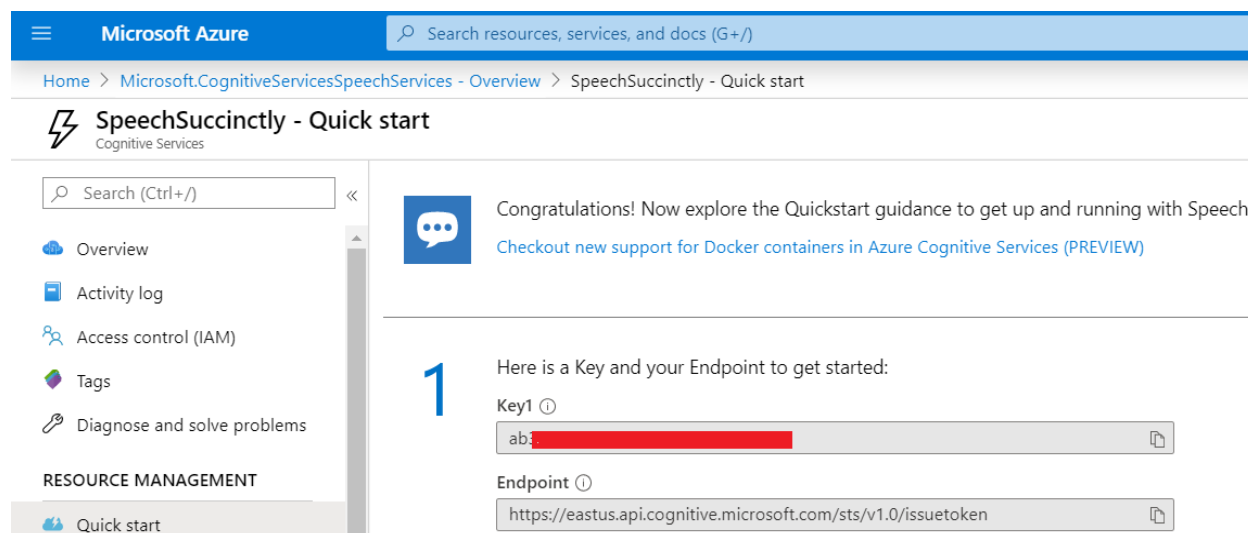 Microsoft Azure
Search resources, services, and docs (G+/)
Home > Microsoft.CognitiveServicesSpeechServices - Overview > SpeechSuccinctly - Quick start
SpeechSuccinctly - Quick start
Cognitive Services
Search (Ctrl+/)
«
Overview
Activity log
Access control (IAM)
Tags
Diagnose and solve problems
RESOURCE MANAGEMENT
Quick start
Congratulations! Now explore the Quickstart guidance to get up and running with Speech
Checkout new support for Docker containers in Azure Cognitive Services (PREVIEW)
1
Here is a Key and your Endpoint to get started:
Key1
Endpoint
https://eastus.api.cognitive.microsoft.com/sts/v1.0/issuetoken